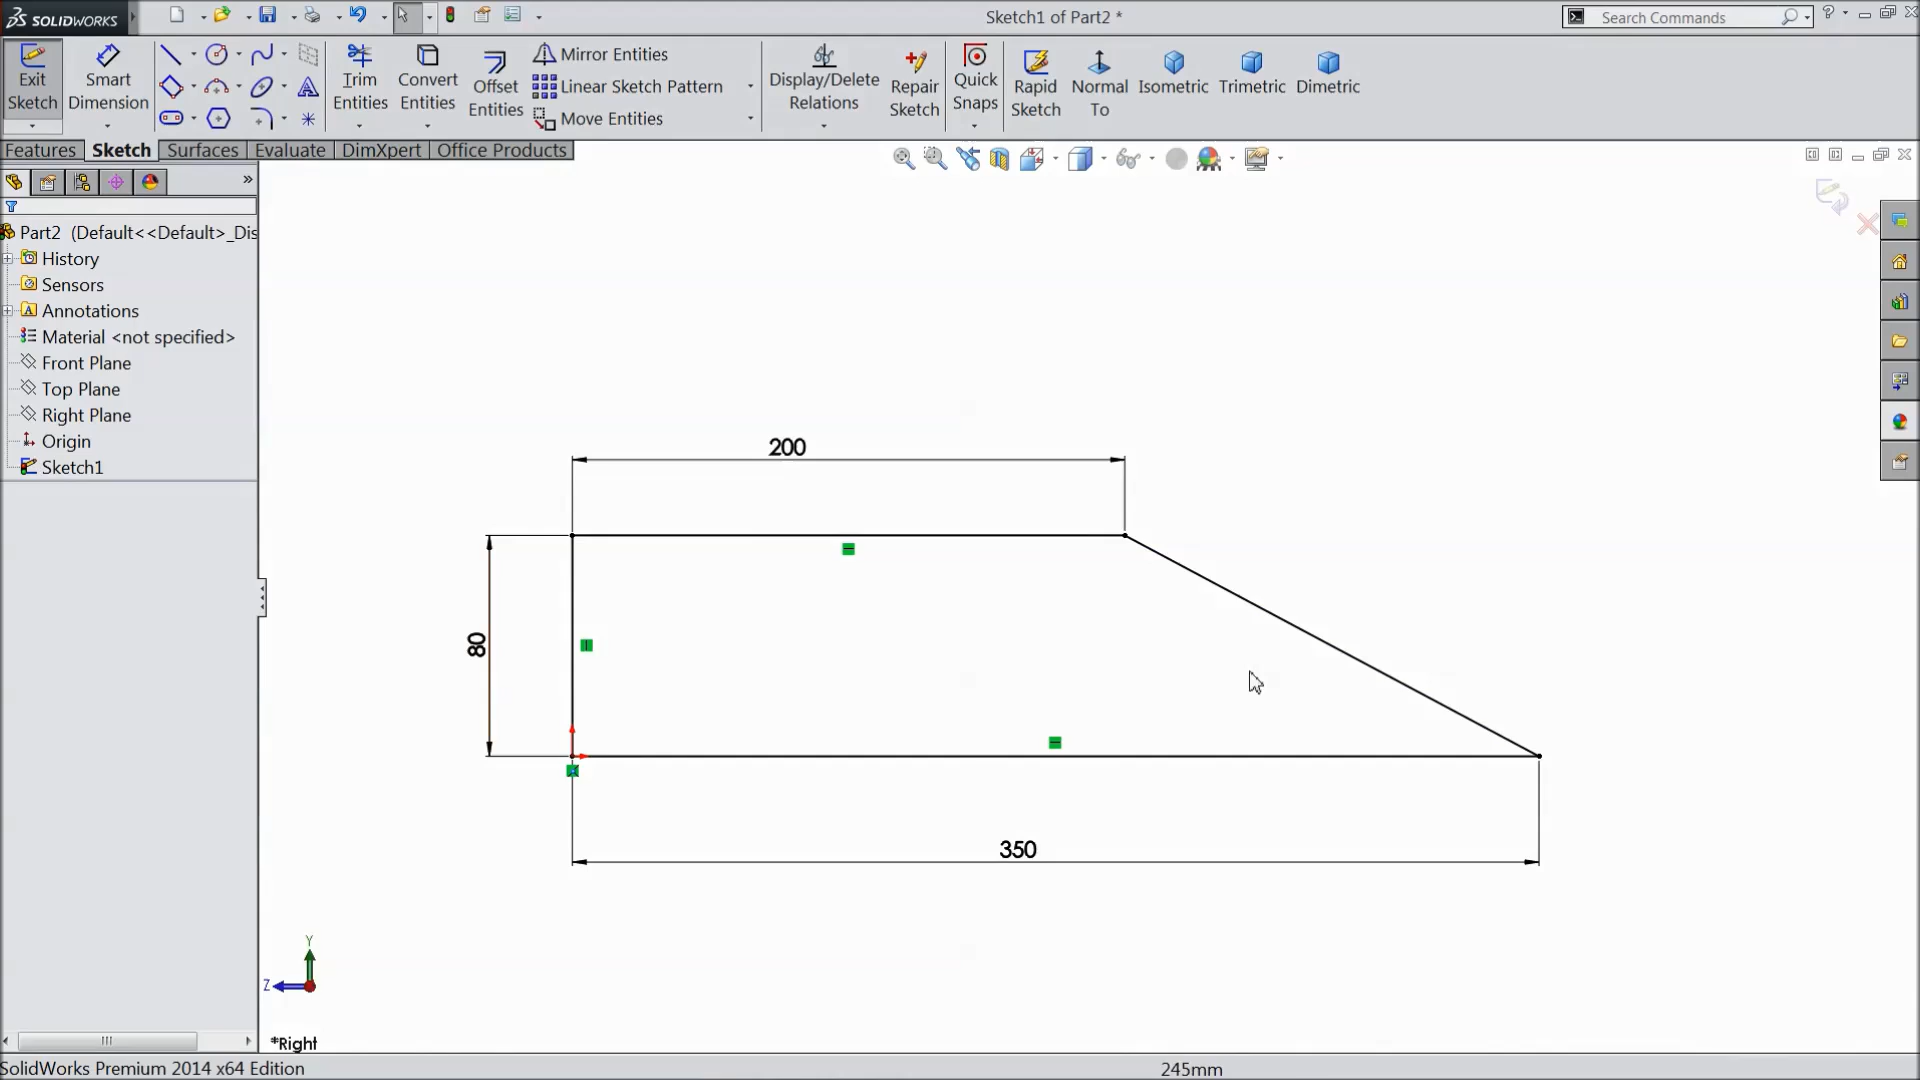 SOLIDWORKS
Sketch1 of Part2 *
Search Commands
Exit Sketch
Smart Dimension
Trim Entities
Convert Entities
Offset Entities
Mirror Entities
Linear Sketch Pattern
Move Entities
Display/Delete Relations
Repair Sketch
Quick Snaps
Rapid Sketch
Normal To
Isometric
Trimetric
Dimetric
Features
Sketch
Surfaces
Evaluate
DimXpert
Office Products
Part2 (Default<<Default>_Dis
History
Sensors
Annotations
Material <not specified>
Front Plane
Top Plane
Right Plane
Origin
Sketch1
200
80
350
Y
Z
*Right
SolidWorks Premium 2014 x64 Edition
245mm